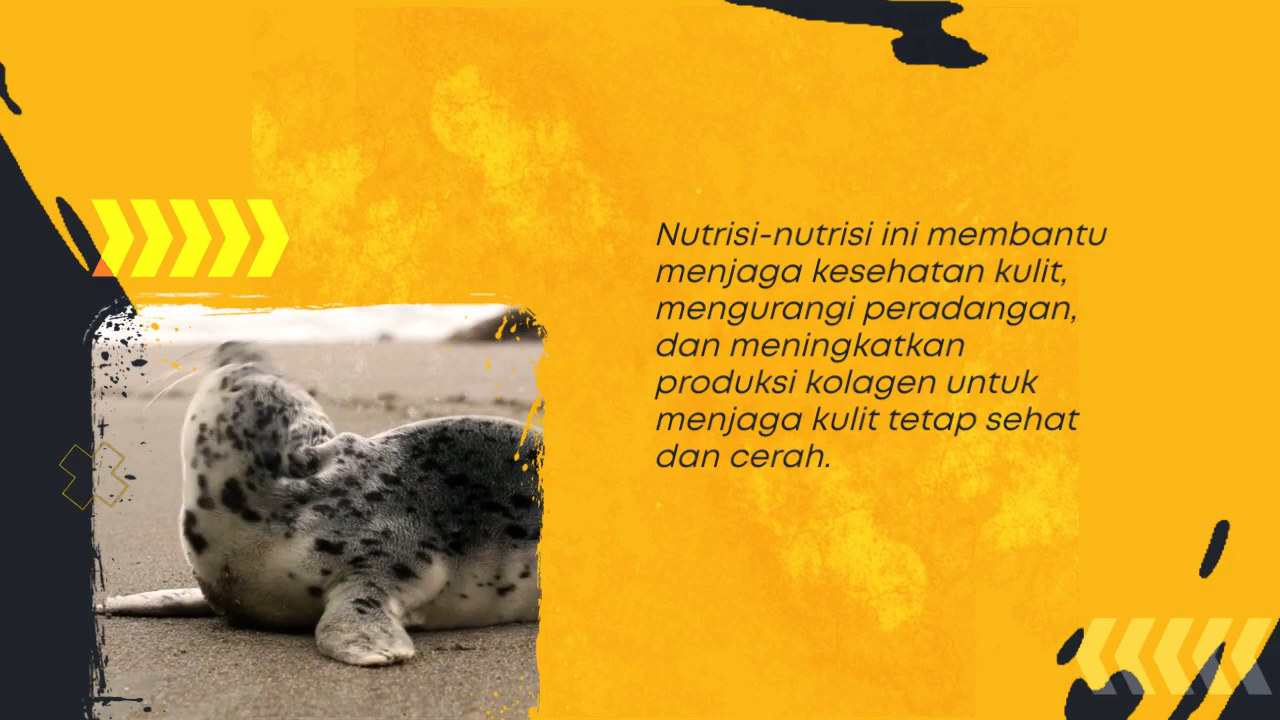 Nutrisi-nutrisi ini membantu
menjaga kesehatan kulit,
mengurangi peradangan,
dan meningkatkan
produksi kolagen untuk
menjaga kulit tetap sehat
dan cerah.